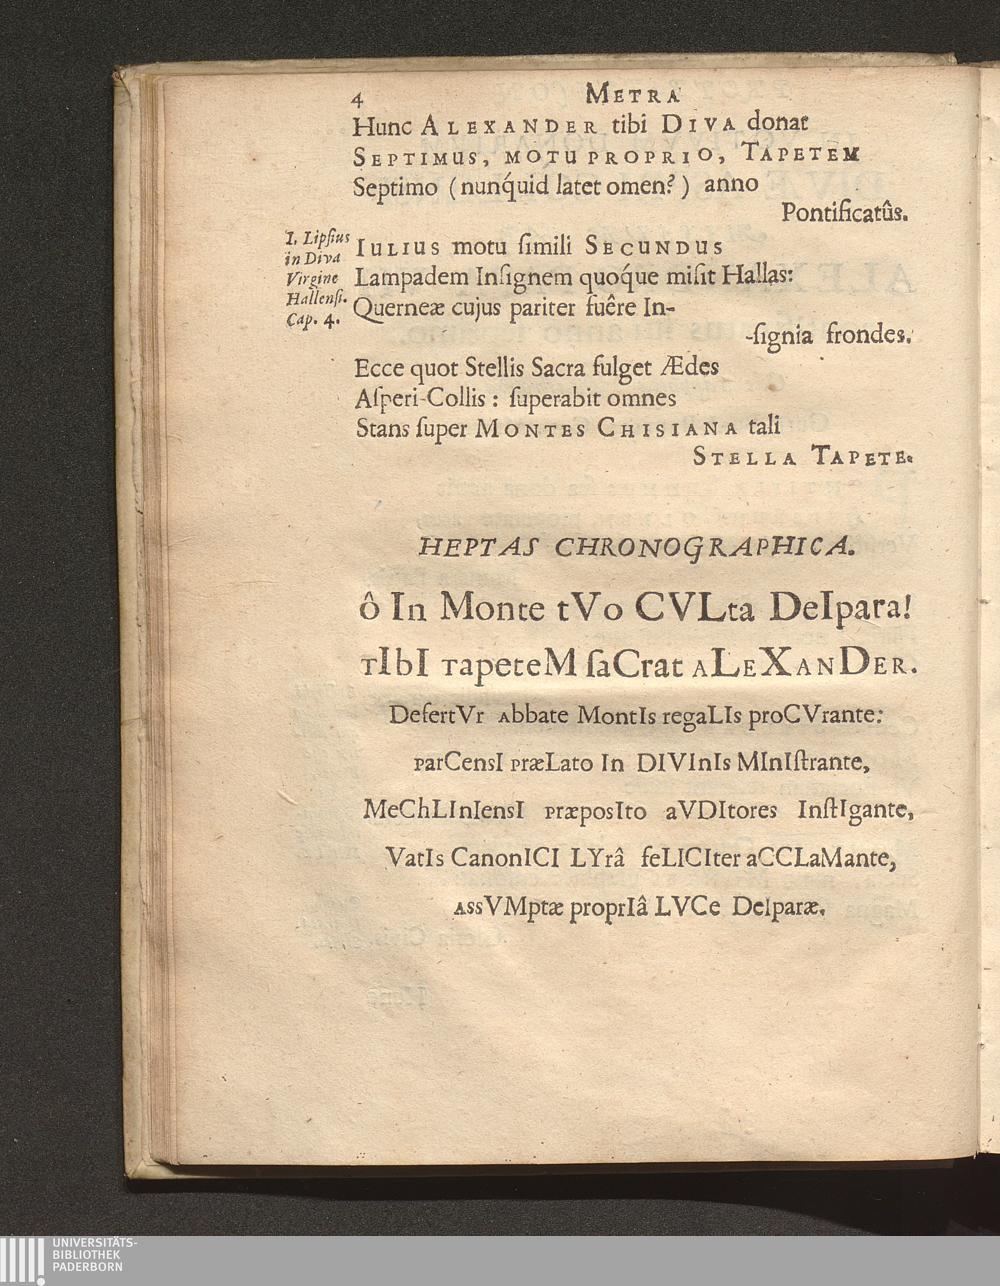 4 METRA
Hunc ALEXANDER tibi DIVA donat
SEPTIMUS, MOTU PROPRIO, TAPETEM
Septimo (nunq́uid latet omen?) anno
Pontificatûs.
I. Lipſius
in Diva
Virgine
Hallenſi.
Cap. 4.
IULIUS motu ſimili SECUNDUS
Lampadem Inſignem quoq́ue miſit Hallas:
Querneæ cujus pariter fuêre In-
-ſignia frondes.
Ecce quot Stellis Sacra fulget Ædes
Aſperi-Collis : ſuperabit omnes
Stans ſuper MONTES CHISIANA tali
STELLA TAPETE.
HEPTAS CHRONOGRAPHICA.
ô In Monte tVo CVLta DeIpara!
TIbI TapeteM ſaCrat ALEXANDER.
DefertVr Abbate MontIs regaLIs proCVrante:
parCensI præLato In DIVInIs MInIſtrante,
MeChLInIensI præposIto aVDItores InſtIgante,
VatIs CanonICI LYrâ feLICIter aCCLaMante,
AssVMptæ proprIâ LVCe DeIparæ.
UNIVERSITÄTS-
BIBLIOTHEK
PADERBORN